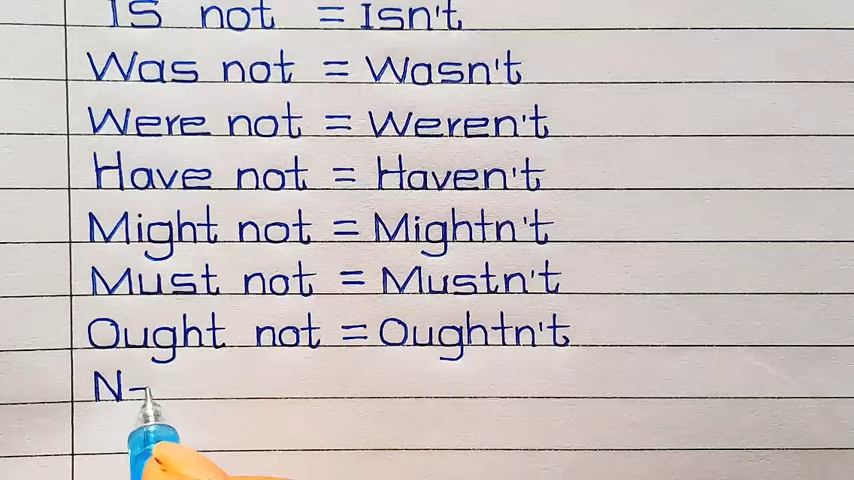 Is not = Isn't
Was not = Wasn't
Were not = Weren't
Have not = Haven't
Might not = Mightn't
Must not = Mustn't
Ought not = Oughtn't
N